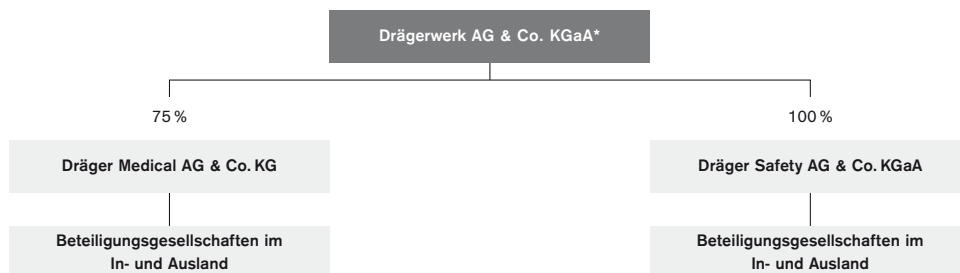 Drägerwerk AG & Co. KGaA*
75 %
100 %
Dräger Medical AG & Co. KG
Dräger Safety AG & Co. KGaA
Beteiligungsgesellschaften im
In- und Ausland
Beteiligungsgesellschaften im
In- und Ausland